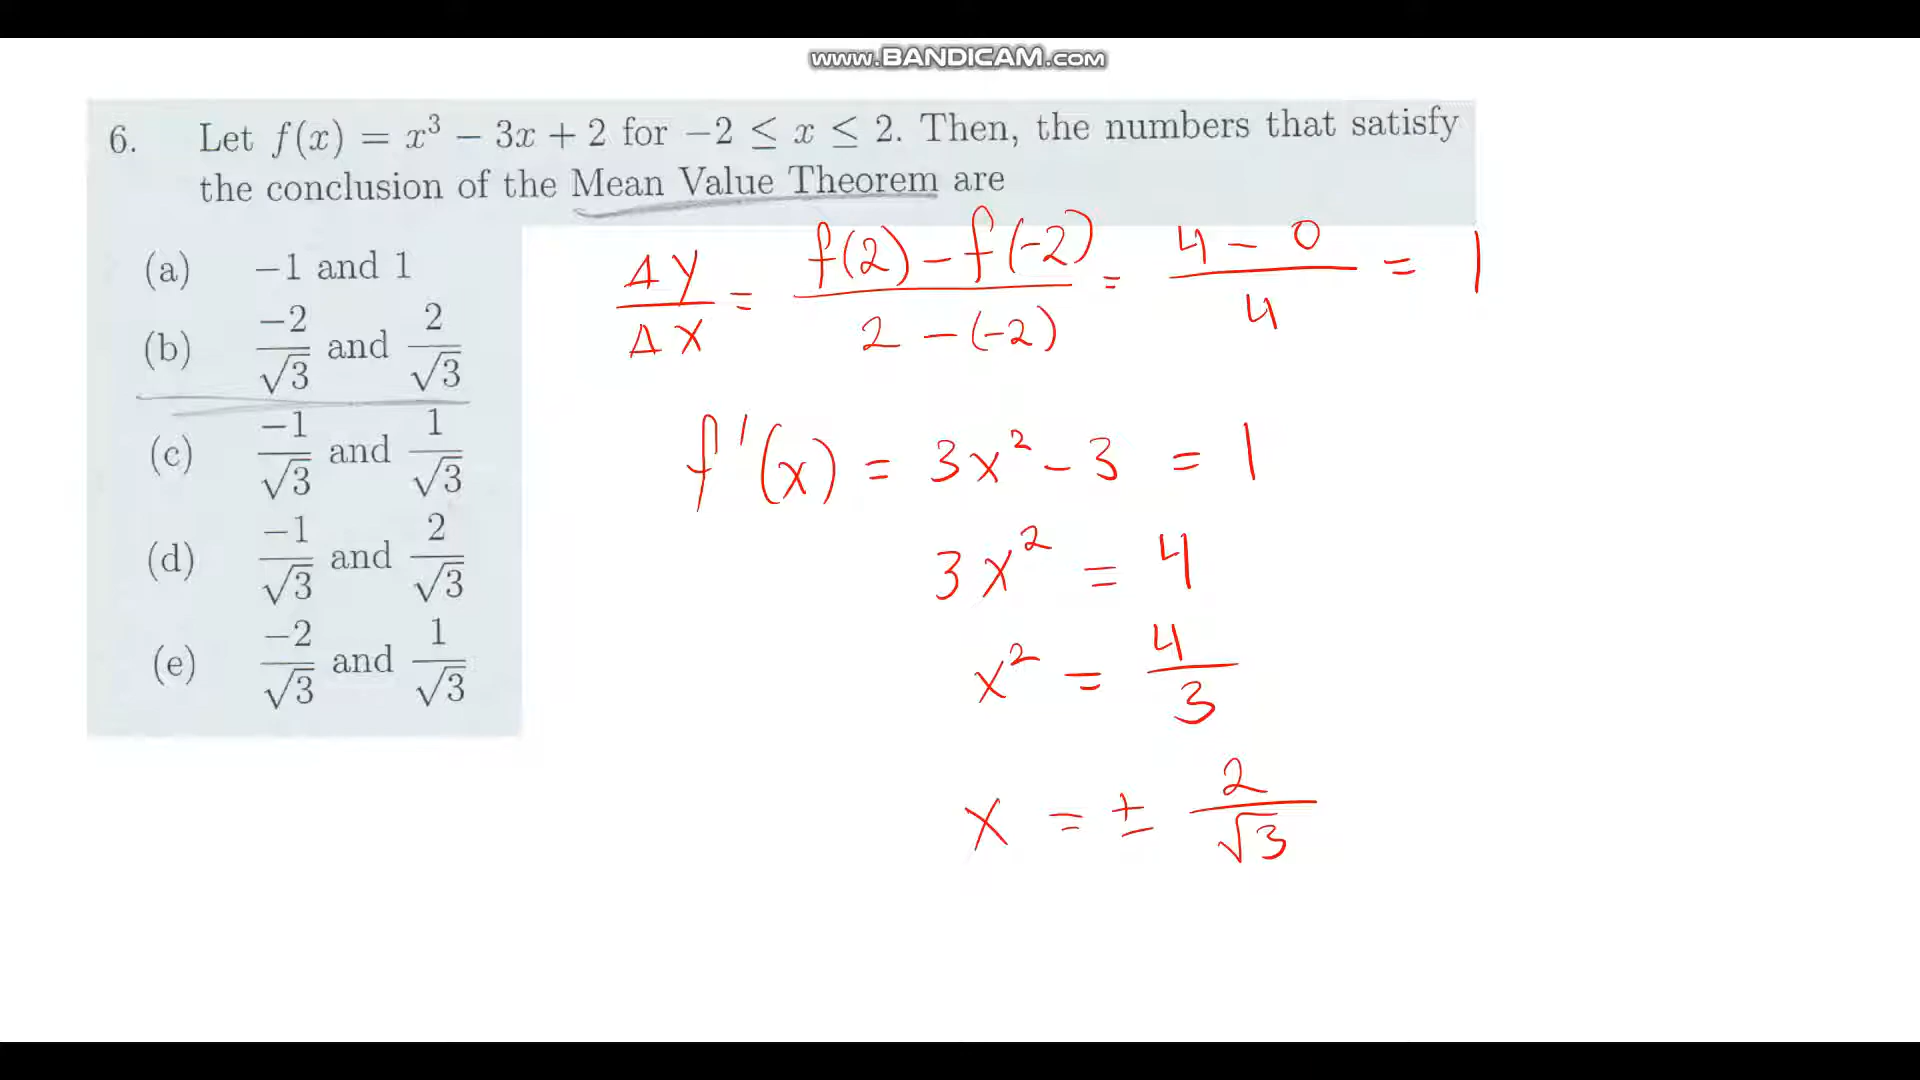 www.BANDICAM.com
6. Let f(x) = x³ − 3x + 2 for −2 ≤ x ≤ 2. Then, the numbers that satisfy
the conclusion of the Mean Value Theorem are
(a) −1 and 1
(b) −2/√3 and 2/√3
(c) −1/√3 and 1/√3
(d) −1/√3 and 2/√3
(e) −2/√3 and 1/√3
Δy/Δx = (f(2) − f(−2))/(2 − (−2)) = (4 − 0)/4 = 1
f'(x) = 3x² − 3 = 1
3x² = 4
x² = 4/3
x = ± 2/√3